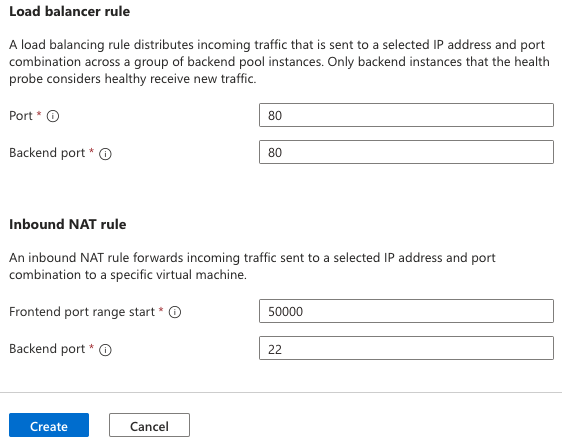 Load balancer rule
A load balancing rule distributes incoming traffic that is sent to a selected IP address and port
combination across a group of backend pool instances. Only backend instances that the health
probe considers healthy receive new traffic.
Port *
80
Backend port *
80
Inbound NAT rule
An inbound NAT rule forwards incoming traffic sent to a selected IP address and port
combination to a specific virtual machine.
Frontend port range start *
50000
Backend port *
22
Create
Cancel